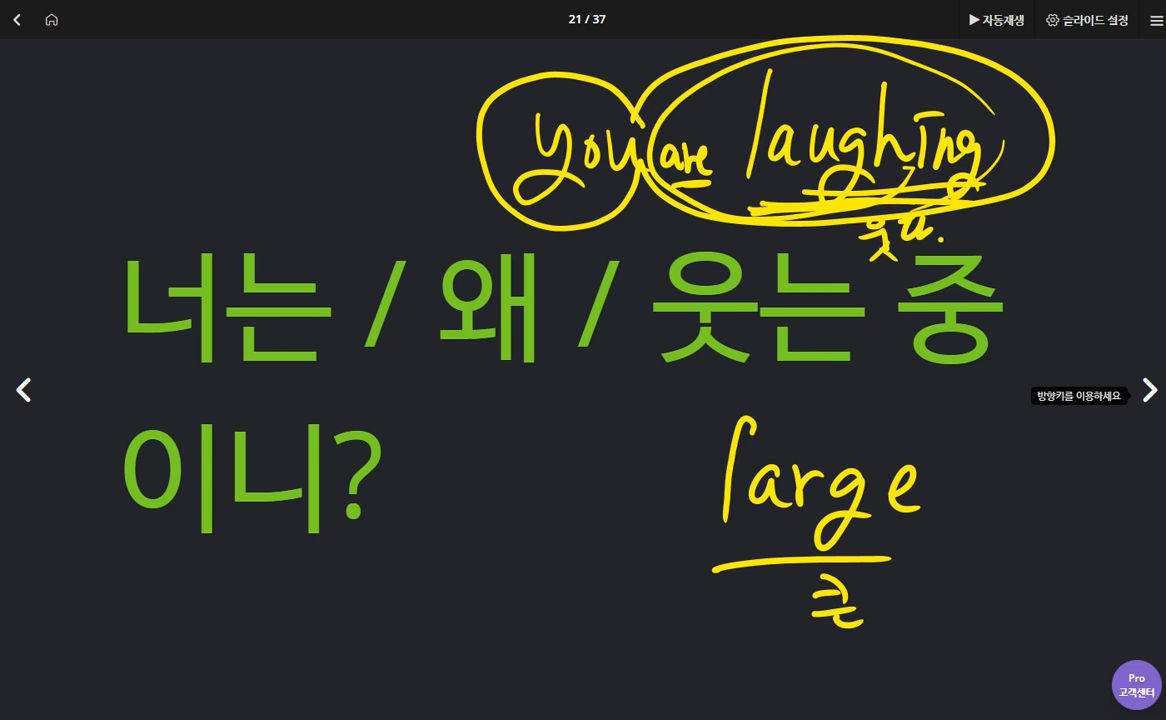 21 / 37
▶ 자동재생
슬라이드 설정
you are laughing
웃다.
너는 / 왜 / 웃는 중
이니?
방향키를 이용하세요
large
큰
Pro
고객센터